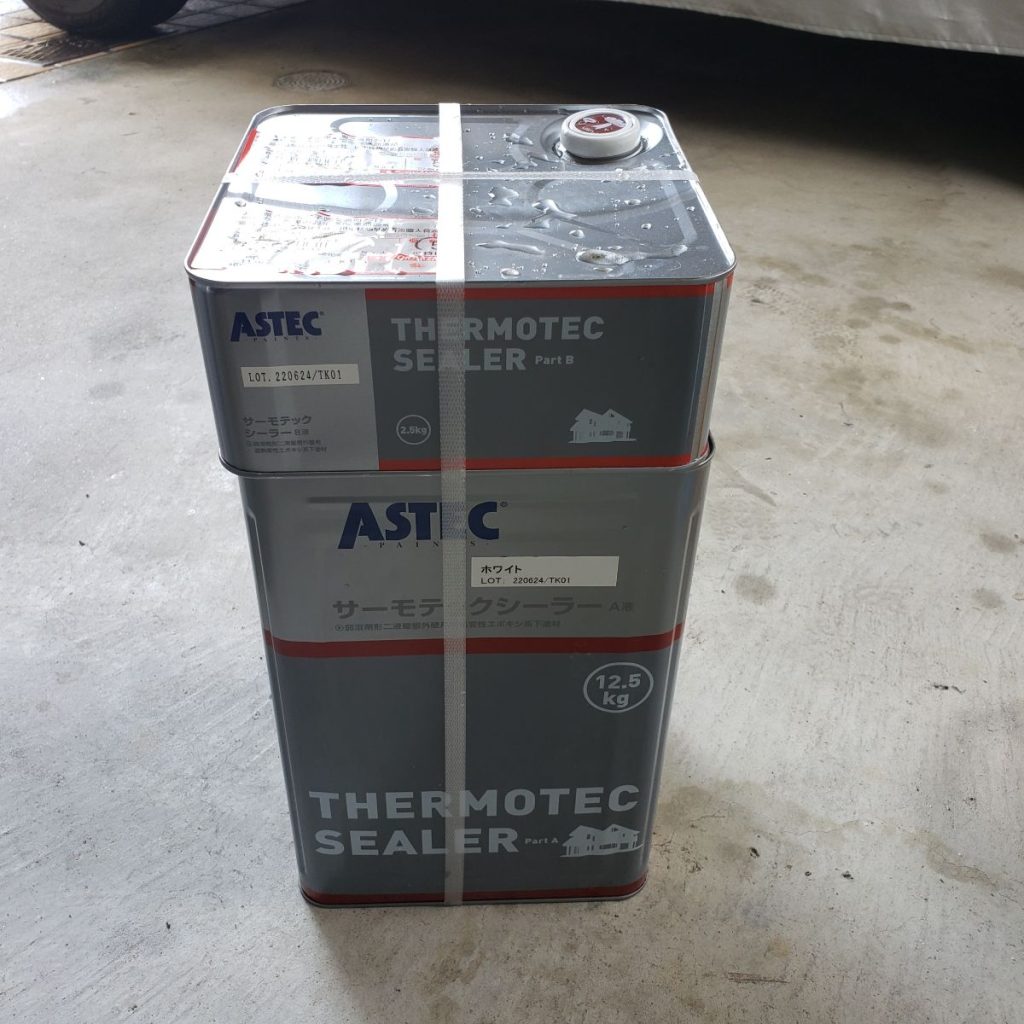 ASTEC®
PAINTS
LOT. 220624/TK01
サーモテック
シーラー B液
THERMOTEC
SEALER Part B
2.5kg
ASTEC®
- PAINTS -
ホワイト
LOT: 220624/TK01
サーモテックシーラー A液
12.5
kg
THERMOTEC
SEALER Part A